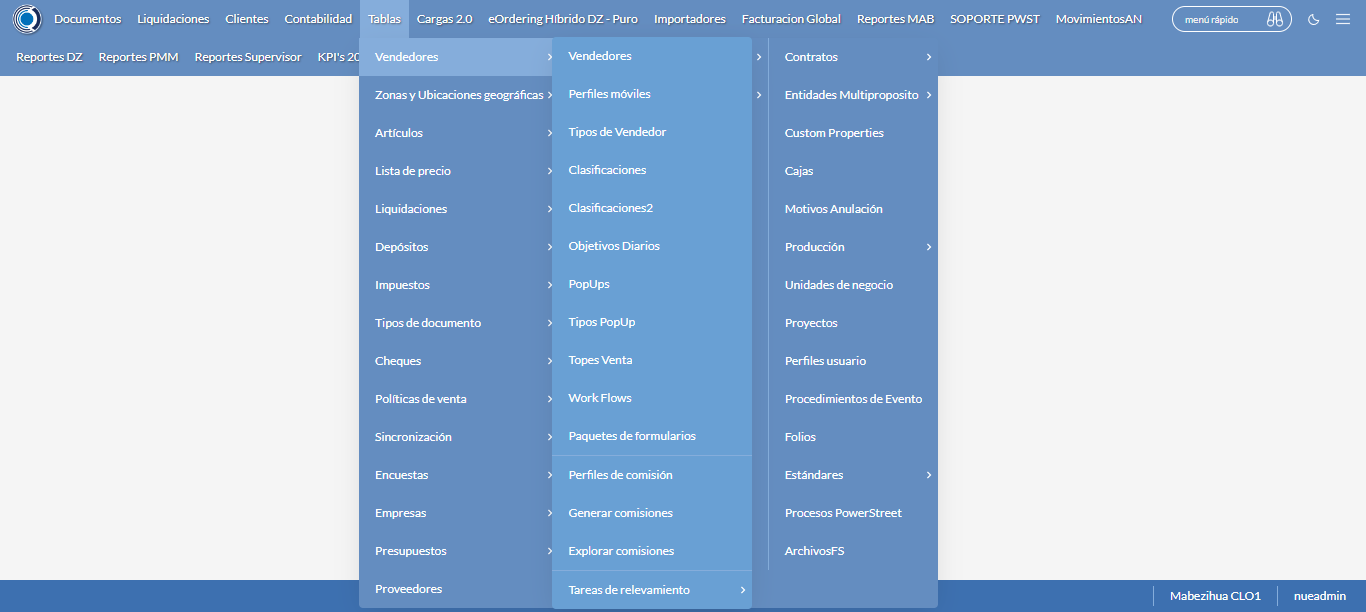 Documentos Liquidaciones Clientes Contabilidad Tablas Cargas 2.0 eOrdering Híbrido DZ - Puro Importadores Facturacion Global Reportes MAB SOPORTE PWST MovimientosAN menú rápido
Reportes DZ Reportes PMM Reportes Supervisor KPI's 20
Vendedores
Zonas y Ubicaciones geográficas
Artículos
Lista de precio
Liquidaciones
Depósitos
Impuestos
Tipos de documento
Cheques
Políticas de venta
Sincronización
Encuestas
Empresas
Presupuestos
Proveedores
Vendedores
Perfiles móviles
Tipos de Vendedor
Clasificaciones
Clasificaciones2
Objetivos Diarios
PopUps
Tipos PopUp
Topes Venta
Work Flows
Paquetes de formularios
Perfiles de comisión
Generar comisiones
Explorar comisiones
Tareas de relevamiento
Contratos
Entidades Multiproposito
Custom Properties
Cajas
Motivos Anulación
Producción
Unidades de negocio
Proyectos
Perfiles usuario
Procedimientos de Evento
Folios
Estándares
Procesos PowerStreet
ArchivosFS
Mabezihua CLO1 nueadmin